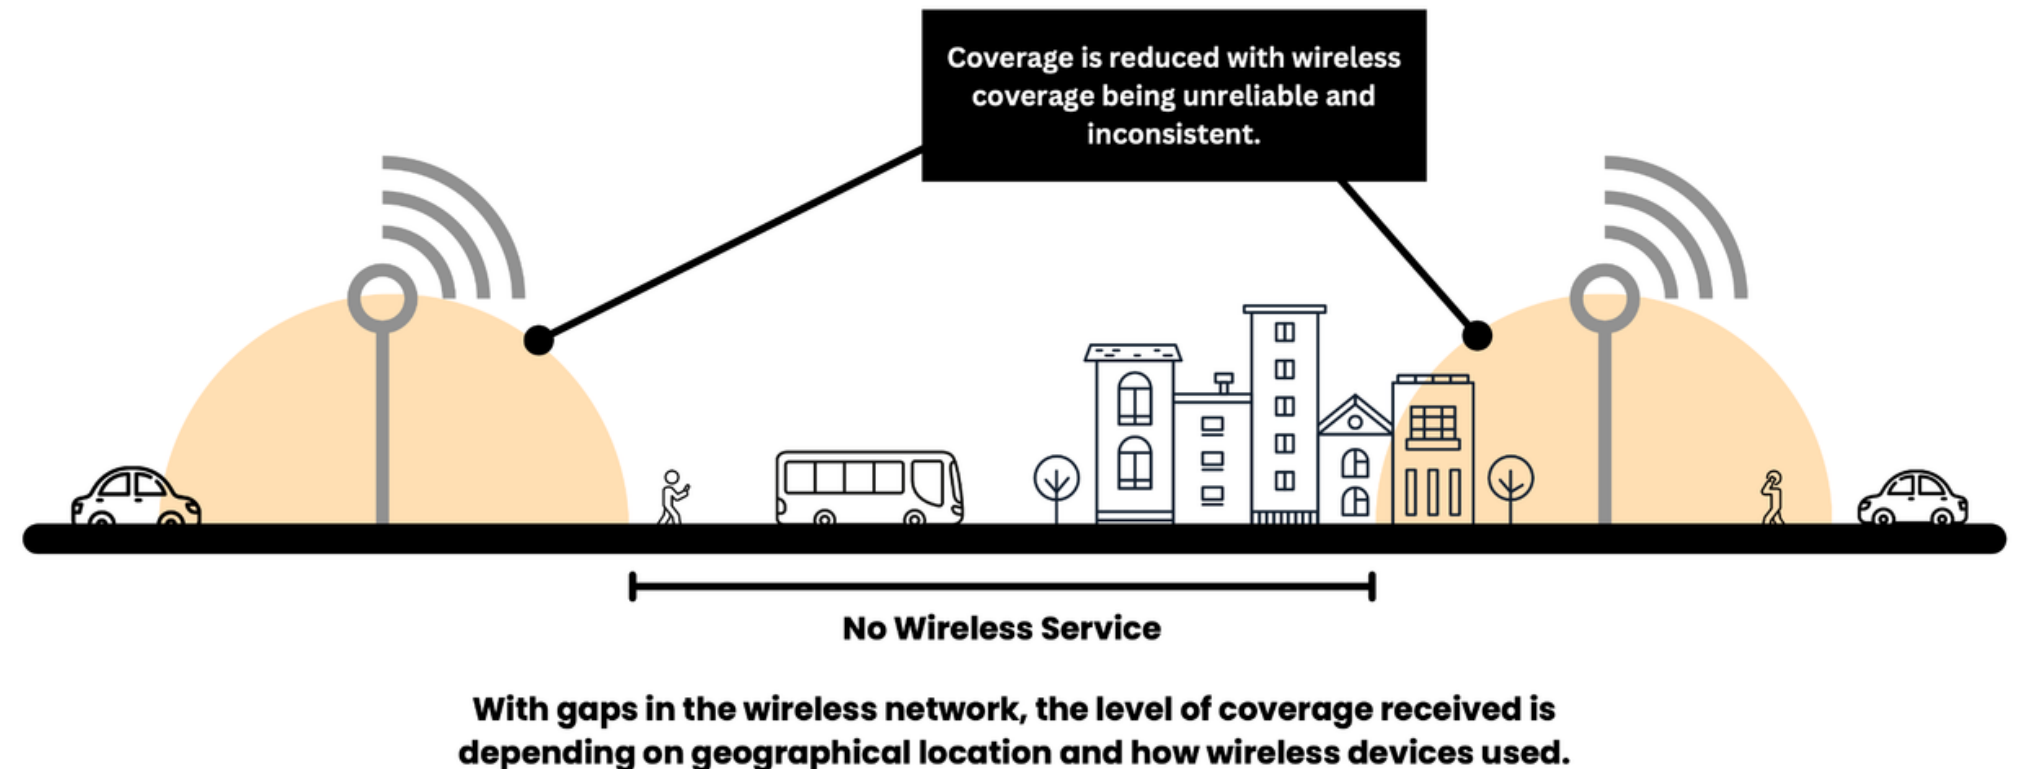 Coverage is reduced with wireless
coverage being unreliable and
inconsistent.
No Wireless Service
With gaps in the wireless network, the level of coverage received is
depending on geographical location and how wireless devices used.